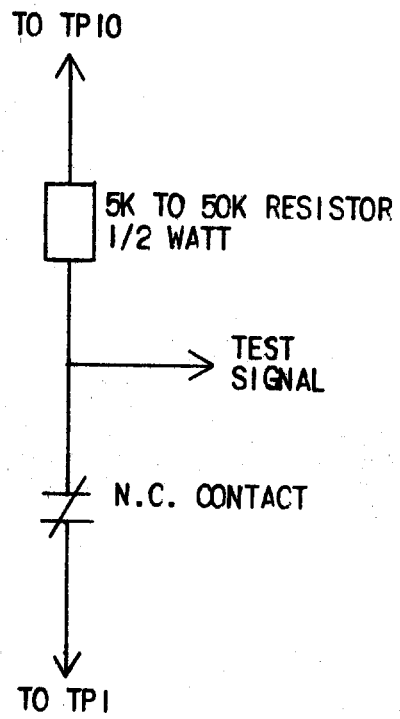 TO TP10
5K TO 50K RESISTOR
1/2 WATT
TEST
SIGNAL
N.C. CONTACT
TO TP1